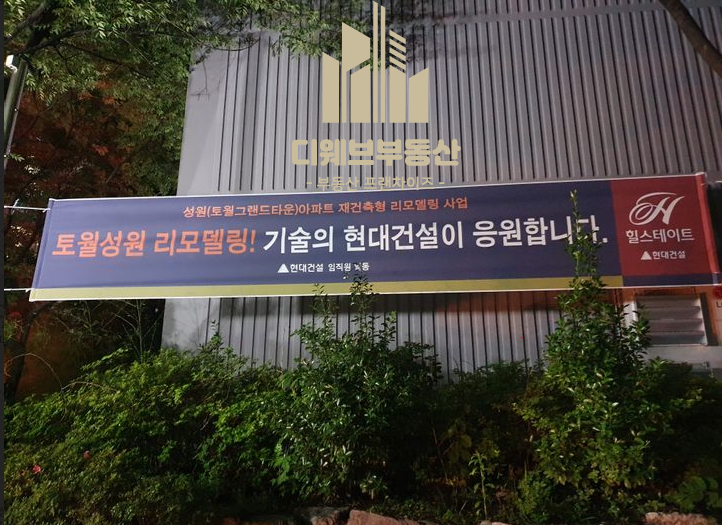 디웨브부동산
- 부동산 프랜차이즈 -
성원(토월그랜드타운)아파트 재건축형 리모델링 사업
토월성원 리모델링! 기술의 현대건설이 응원합니다.
현대건설 임직원
힐스테이트
현대건설